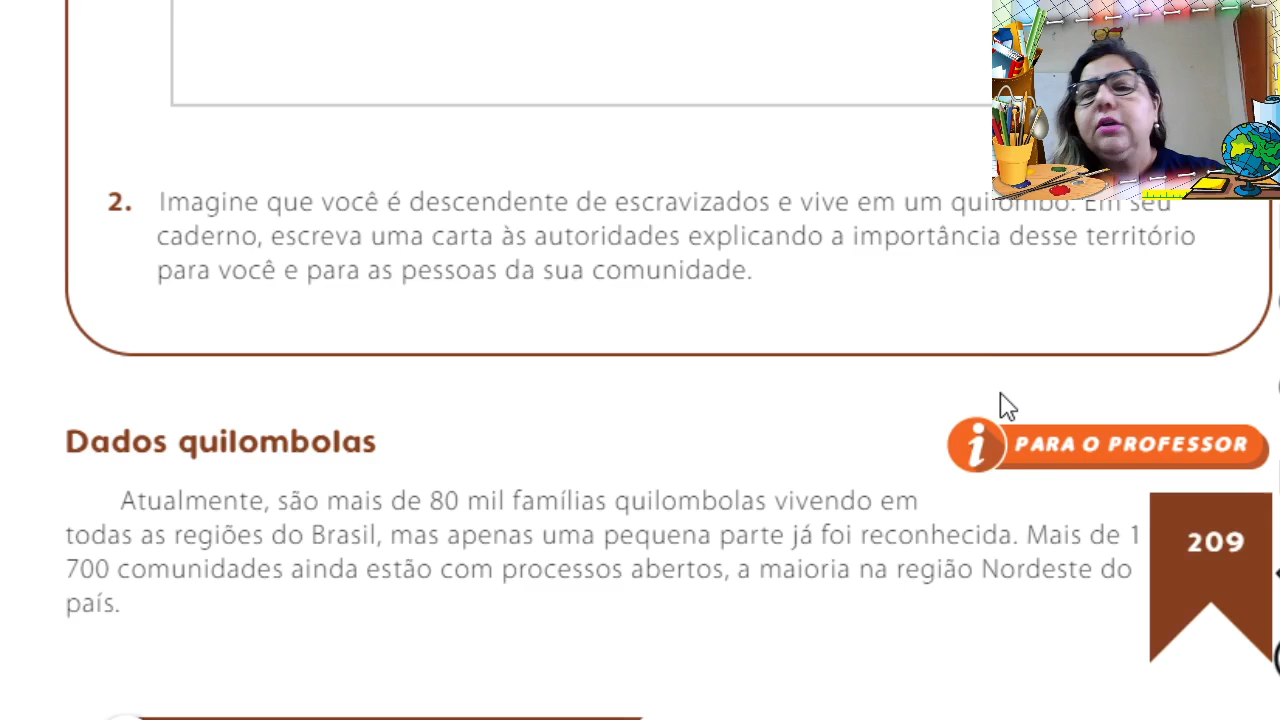 2. Imagine que você é descendente de escravizados e vive em um quilombo. Em seu
caderno, escreva uma carta às autoridades explicando a importância desse território
para você e para as pessoas da sua comunidade.
Dados quilombolas
i PARA O PROFESSOR
Atualmente, são mais de 80 mil famílias quilombolas vivendo em
todas as regiões do Brasil, mas apenas uma pequena parte já foi reconhecida. Mais de 1
700 comunidades ainda estão com processos abertos, a maioria na região Nordeste do
país.
209